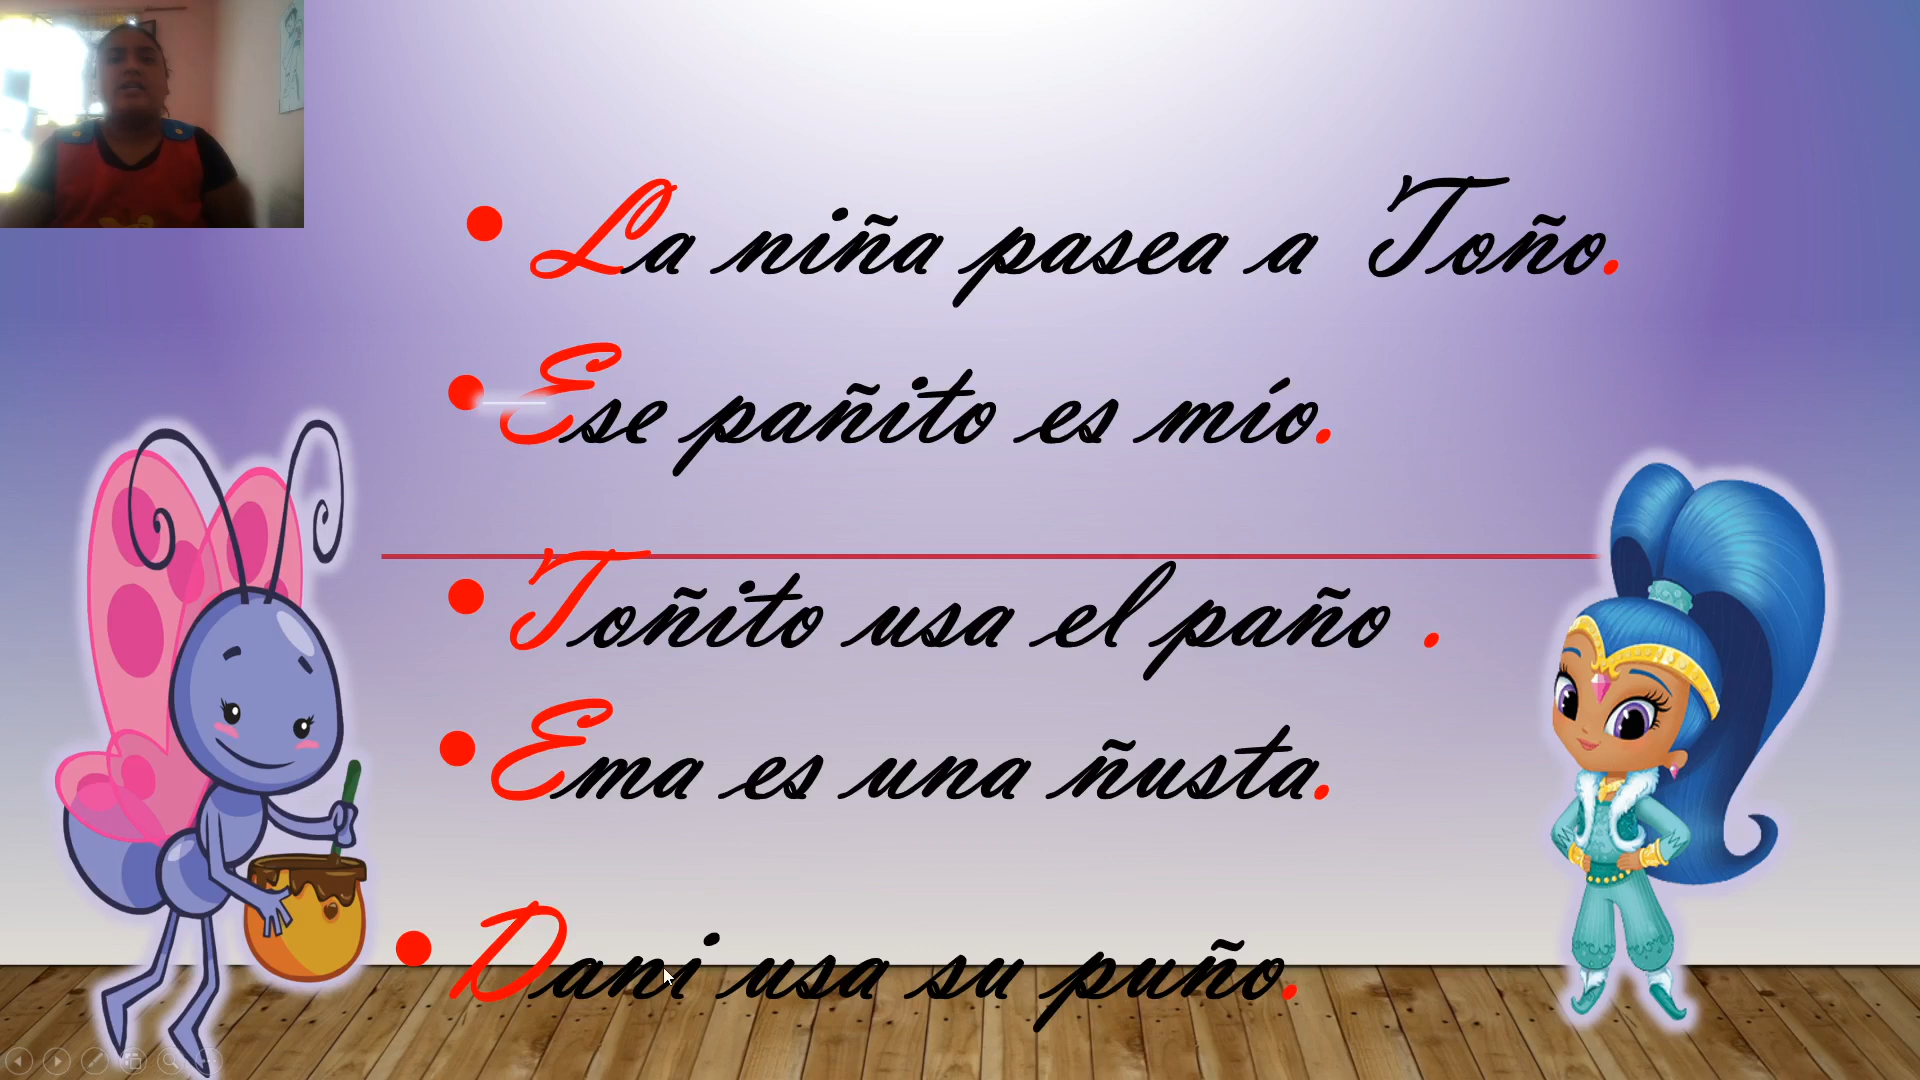 • La niña pasea a Toño.
• Ese pañito es mío.
• Toñito usa el paño .
• Ema es una ñusta.
• Dani usa su puño.